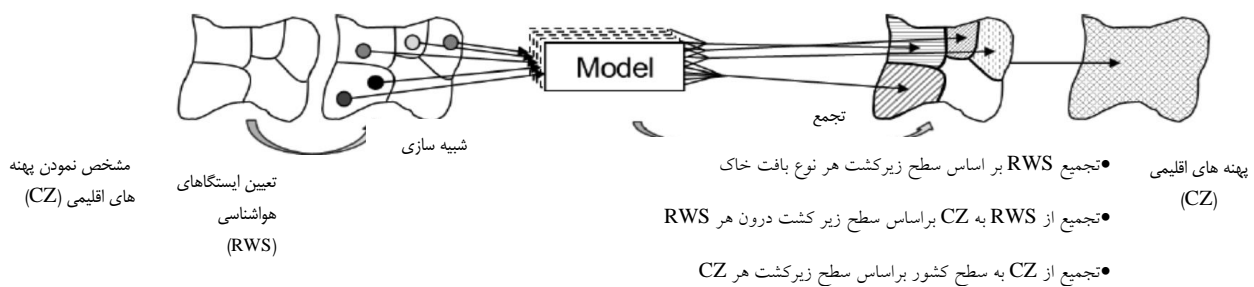 Model
تجمع
شبیه سازی
مشخص نمودن پهنه
های اقلیمی (CZ)
تعیین ایستگاهای
هواشناسی
(RWS)
•تجمیع RWS بر اساس سطح زیرکشت هر نوع بافت خاک
•تجمیع از RWS به CZ براساس سطح زیر کشت درون هر RWS
•تجمیع از CZ به سطح کشور براساس سطح زیرکشت هر CZ
پهنه های اقلیمی
(CZ)